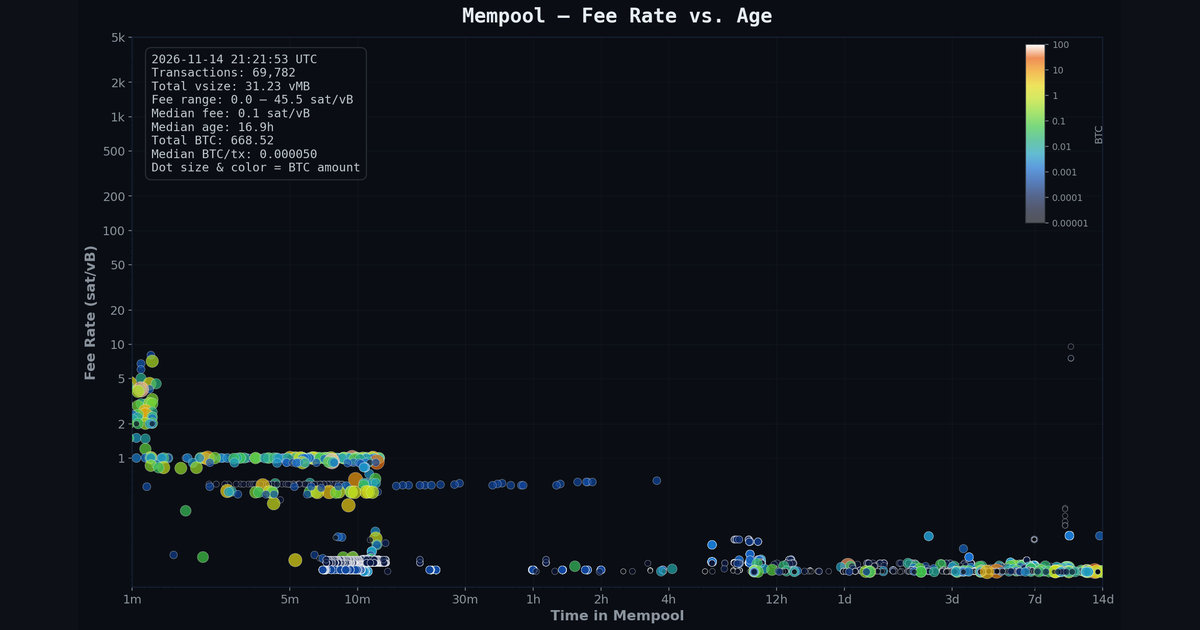 Mempool — Fee Rate vs. Age
2026-11-14 21:21:53 UTC
Transactions: 69,782
Total vsize: 31.23 vMB
Fee range: 0.0 — 45.5 sat/vB
Median fee: 0.1 sat/vB
Median age: 16.9h
Total BTC: 668.52
Median BTC/tx: 0.000050
Dot size & color = BTC amount
100
10
1
0.1
0.01
0.001
0.0001
0.00001
BTC
Fee Rate (sat/vB)
5k
2k
1k
500
200
100
50
20
10
5
2
1
1m
5m
10m
30m
1h
2h
4h
12h
1d
3d
7d
14d
Time in Mempool